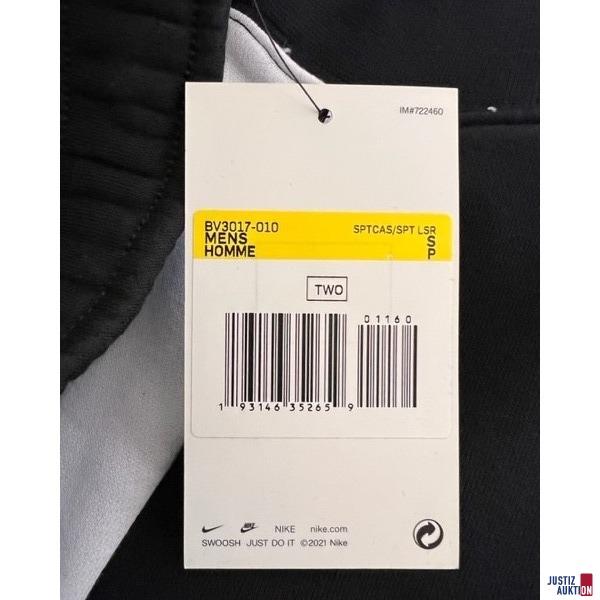 IM#722460
BV3017-010 SPTCAS/SPT LSR
MENS S
HOMME P
TWO
01160
1 93146 35265 9
NIKE nike.com
SWOOSH JUST DO IT ©2021 Nike
JUSTIZ
AUKTION